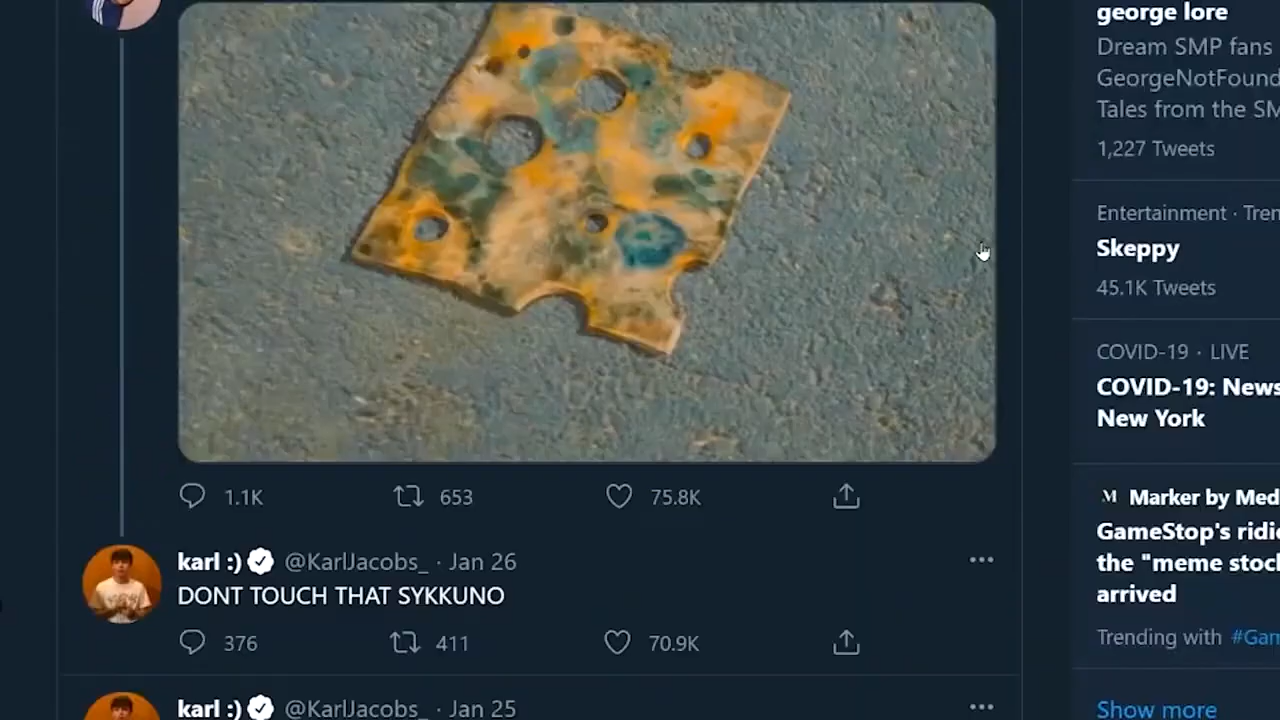 george lore
Dream SMP fans
GeorgeNotFound
Tales from the SM
1,227 Tweets
Entertainment · Tren
Skeppy
45.1K Tweets
COVID-19 · LIVE
COVID-19: News
New York
M Marker by Med
GameStop's ridi
the "meme stoc
arrived
Trending with #Gam
Show more
1.1K 653 75.8K
karl :) @KarlJacobs_ · Jan 26
DONT TOUCH THAT SYKKUNO
376 411 70.9K
karl :) @KarlJacobs_ · Jan 25